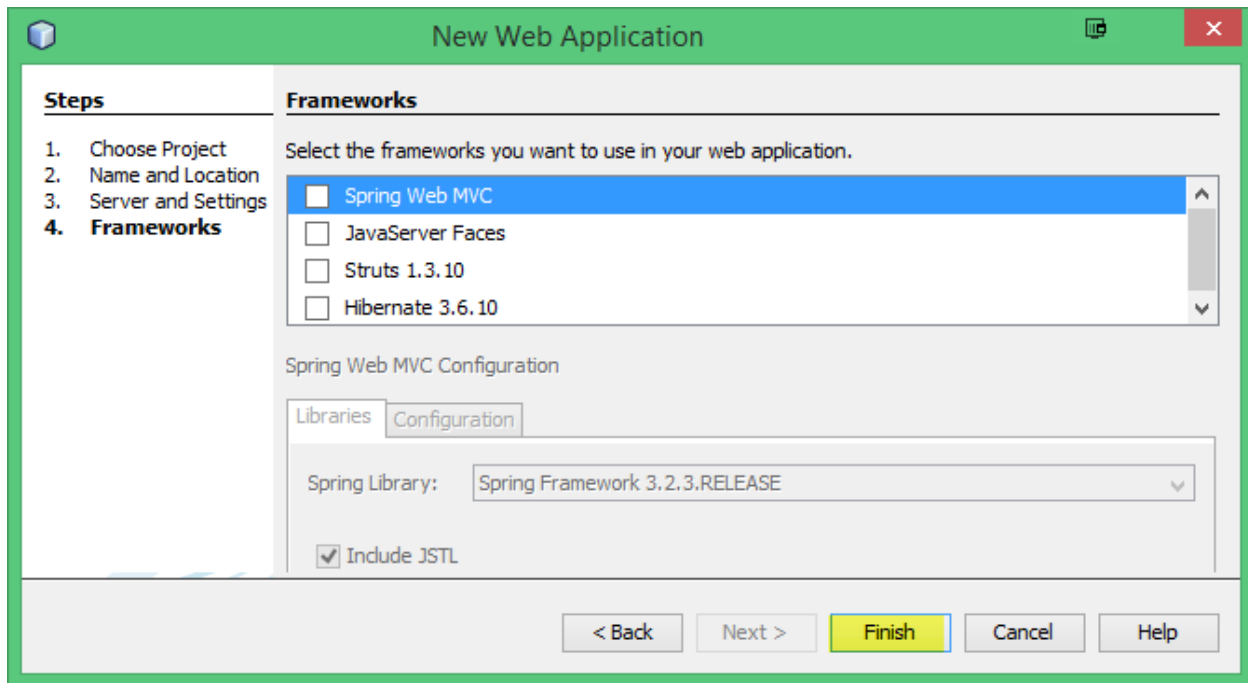 New Web Application
Steps
1. Choose Project
2. Name and Location
3. Server and Settings
4. Frameworks
Frameworks
Select the frameworks you want to use in your web application.
Spring Web MVC
JavaServer Faces
Struts 1.3.10
Hibernate 3.6.10
Spring Web MVC Configuration
Libraries Configuration
Spring Library: Spring Framework 3.2.3.RELEASE
Include JSTL
< Back Next > Finish Cancel Help